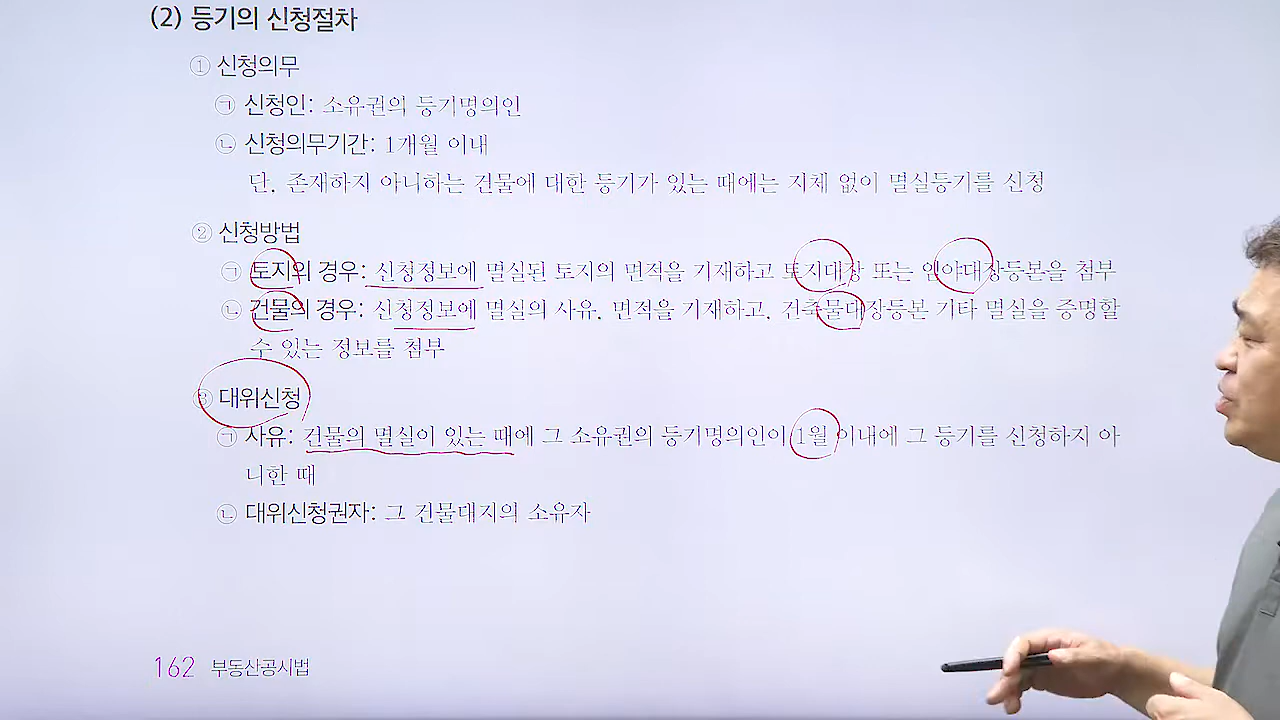 (2) 등기의 신청절차
① 신청의무
㉠ 신청인: 소유권의 등기명의인
㉡ 신청의무기간: 1개월 이내
단, 존재하지 아니하는 건물에 대한 등기가 있는 때에는 지체 없이 멸실등기를 신청
② 신청방법
㉠ 토지의 경우: 신청정보에 멸실된 토지의 면적을 기재하고 토지대장 또는 임야대장등본을 첨부
㉡ 건물의 경우: 신청정보에 멸실의 사유, 면적을 기재하고, 건축물대장등본 기타 멸실을 증명할
수 있는 정보를 첨부
③ 대위신청
㉠ 사유: 건물의 멸실이 있는 때에 그 소유권의 등기명의인이 1월 이내에 그 등기를 신청하지 아
니한 때
㉡ 대위신청권자: 그 건물대지의 소유자
162 부동산공시법